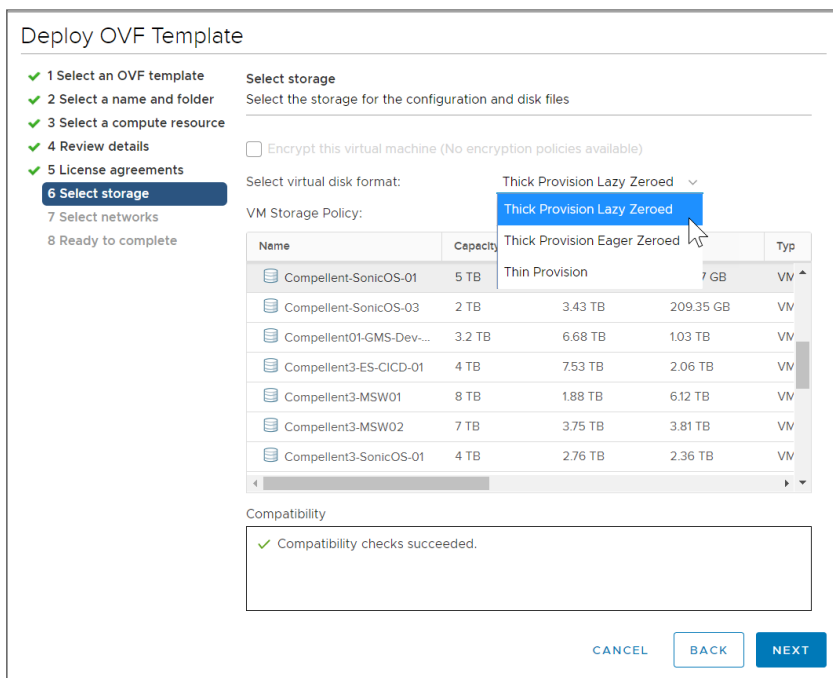 Deploy OVF Template
1 Select an OVF template
2 Select a name and folder
3 Select a compute resource
4 Review details
5 License agreements
6 Select storage
7 Select networks
8 Ready to complete
Select storage
Select the storage for the configuration and disk files
Encrypt this virtual machine (No encryption policies available)
Select virtual disk format: Thick Provision Lazy Zeroed
Thick Provision Lazy Zeroed
Thick Provision Eager Zeroed
Thin Provision
VM Storage Policy:
Name Capacity Typ
Compellent-SonicOS-01 5 TB 7 GB VM
Compellent-SonicOS-03 2 TB 3.43 TB 209.35 GB VM
Compellent01-GMS-Dev-... 3.2 TB 6.68 TB 1.03 TB VM
Compellent3-ES-CICD-01 4 TB 7.53 TB 2.06 TB VM
Compellent3-MSW01 8 TB 1.88 TB 6.12 TB VM
Compellent3-MSW02 7 TB 3.75 TB 3.81 TB VM
Compellent3-SonicOS-01 4 TB 2.76 TB 2.36 TB VM
Compatibility
Compatibility checks succeeded.
CANCEL BACK NEXT